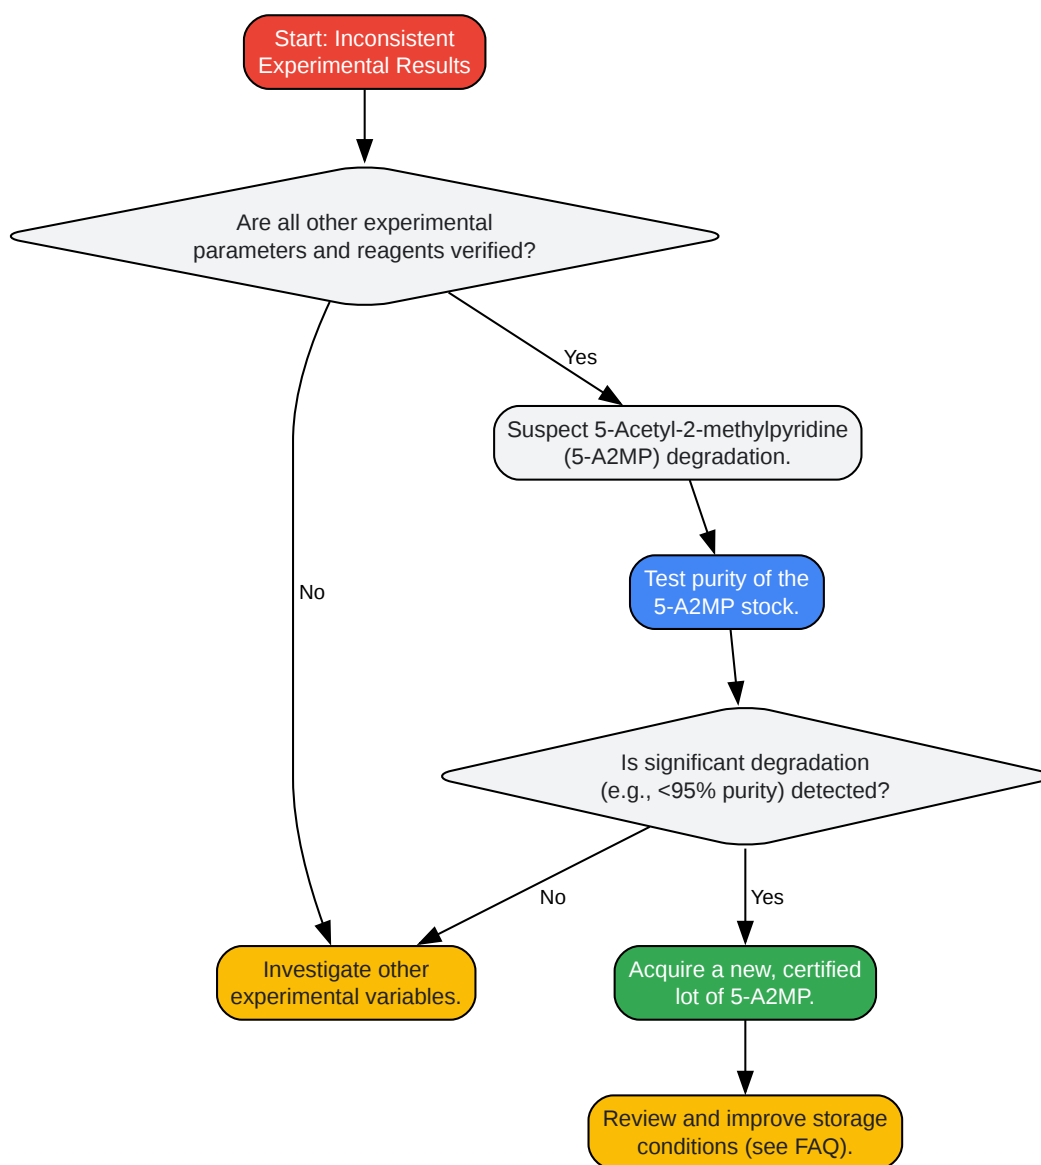 Start: Inconsistent
Experimental Results
Are all other experimental
parameters and reagents verified?
Yes
Suspect 5-Acetyl-2-methylpyridine
(5-A2MP) degradation.
Test purity of the
5-A2MP stock.
No
Is significant degradation
(e.g., <95% purity) detected?
No
Yes
Investigate other
experimental variables.
Acquire a new, certified
lot of 5-A2MP.
Review and improve storage
conditions (see FAQ).